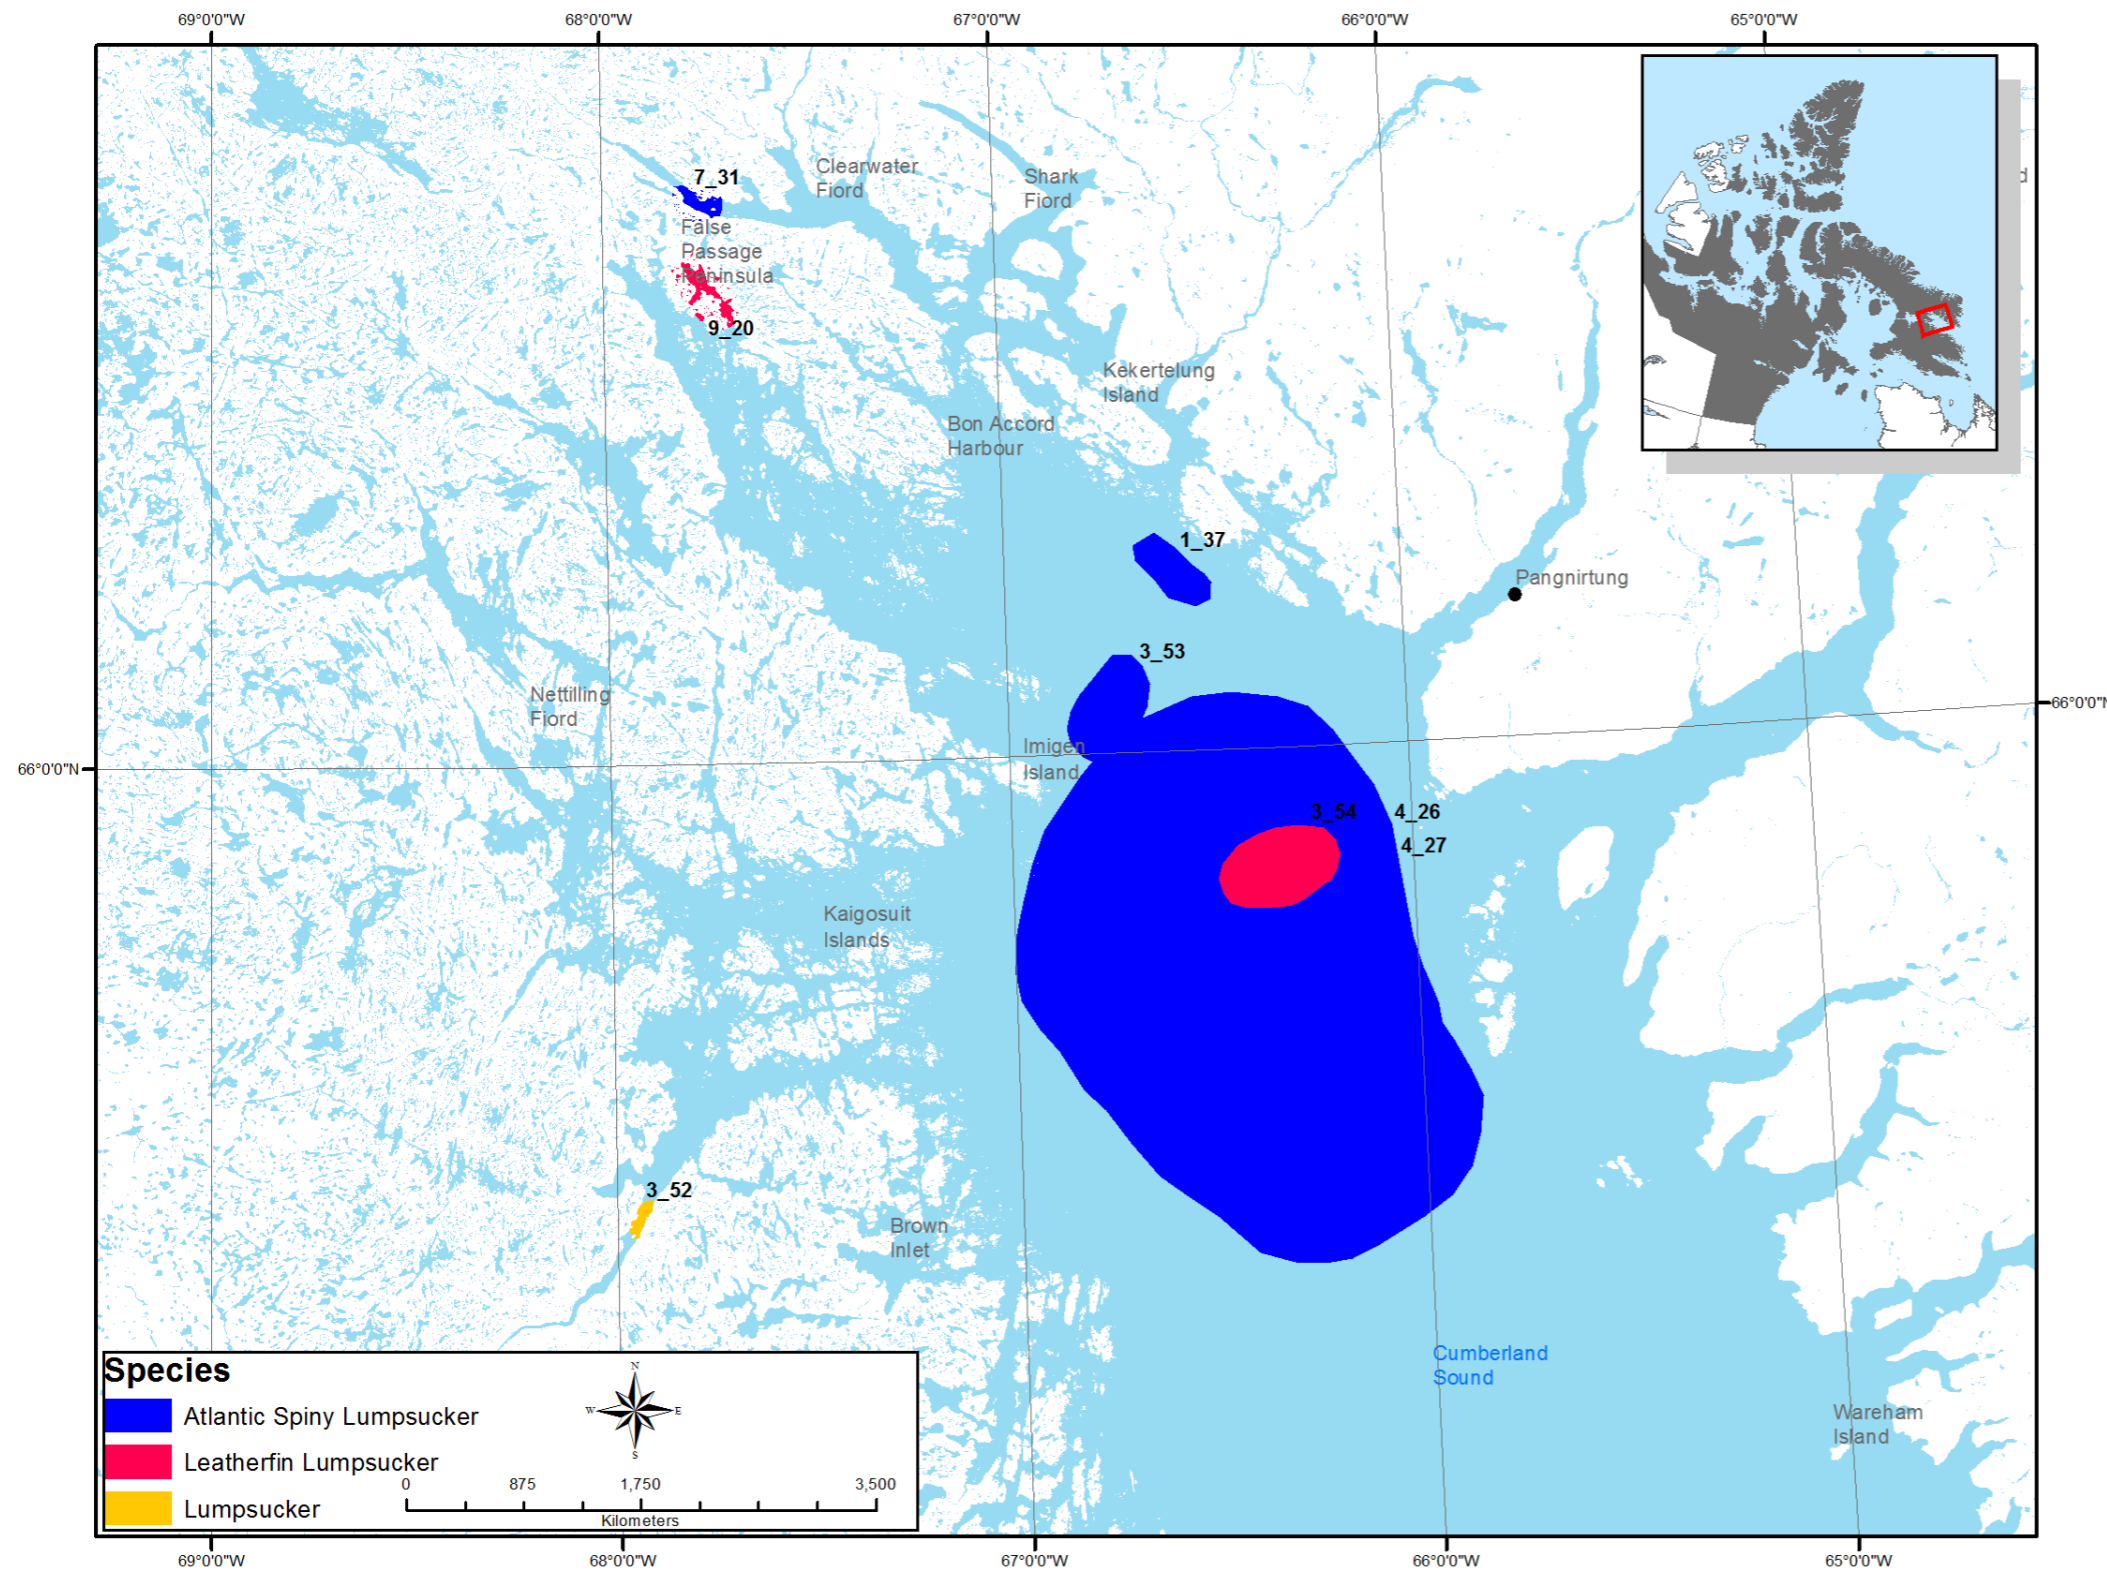 69°0'0"W
68°0'0"W
67°0'0"W
66°0'0"W
65°0'0"W
7_31
Clearwater
Fiord
Shark
Fiord
d
False
Passage
Peninsula
9_20
Kekertelung
Island
Bon Accord
Harbour
1_37
Pangnirtung
3_53
Nettilling
Fiord
66°0'0"N
Imigen
Island
66°0'0"N
3_54
4_26
4_27
Kaigosuit
Islands
3_52
Brown
Inlet
Cumberland
Sound
Wareham
Island
Species
Atlantic Spiny Lumpsucker
Leatherfin Lumpsucker
Lumpsucker
N
W
E
S
0
875
1,750
3,500
Kilometers
69°0'0"W
68°0'0"W
67°0'0"W
66°0'0"W
65°0'0"W